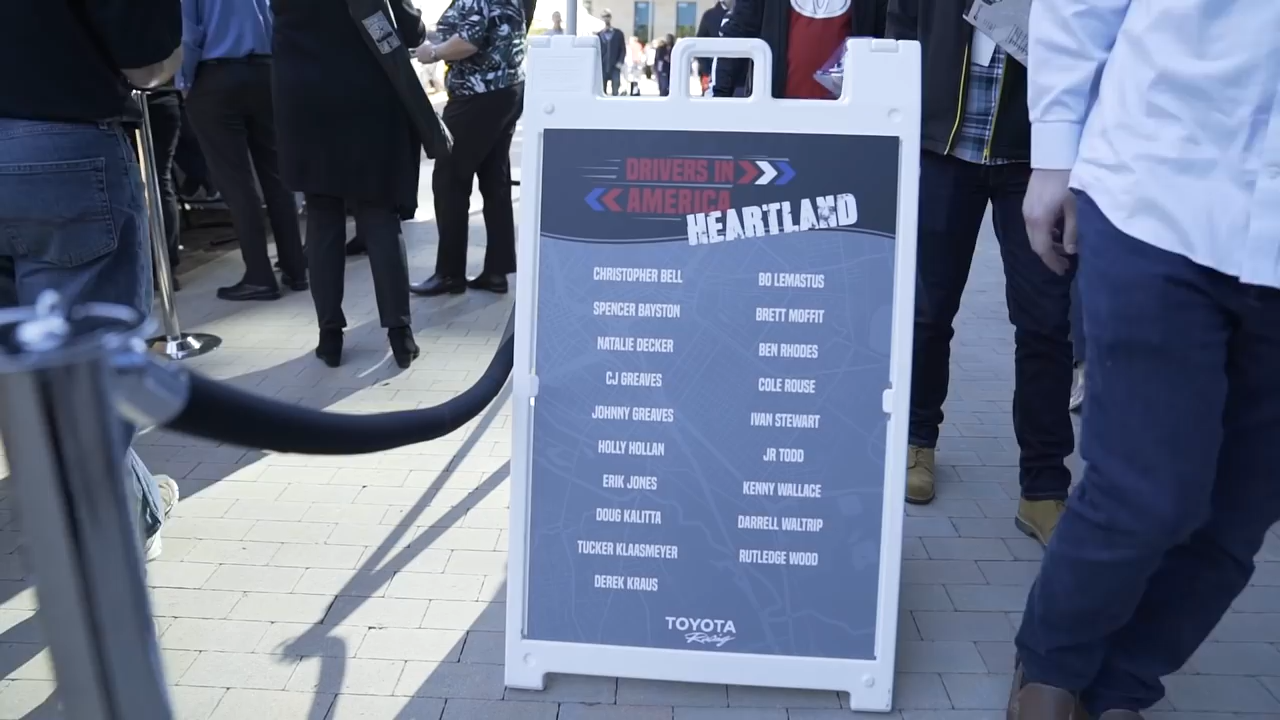 DRIVERS IN
AMERICA
HEARTLAND
CHRISTOPHER BELL
SPENCER BAYSTON
NATALIE DECKER
CJ GREAVES
JOHNNY GREAVES
HOLLY HOLLAN
ERIK JONES
DOUG KALITTA
TUCKER KLAASMEYER
DEREK KRAUS
BO LEMASTUS
BRETT MOFFIT
BEN RHODES
COLE ROUSE
IVAN STEWART
JR TODD
KENNY WALLACE
DARRELL WALTRIP
RUTLEDGE WOOD
TOYOTA
Racing